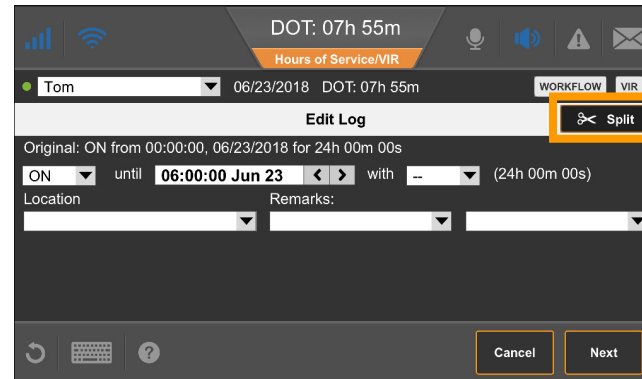 DOT: 07h 55m
Hours of Service/VIR
Tom 06/23/2018 DOT: 07h 55m WORKFLOW VIR
Edit Log Split
Original: ON from 00:00:00, 06/23/2018 for 24h 00m 00s
ON until 06:00:00 Jun 23 < > with -- (24h 00m 00s)
Location Remarks:
? Cancel Next